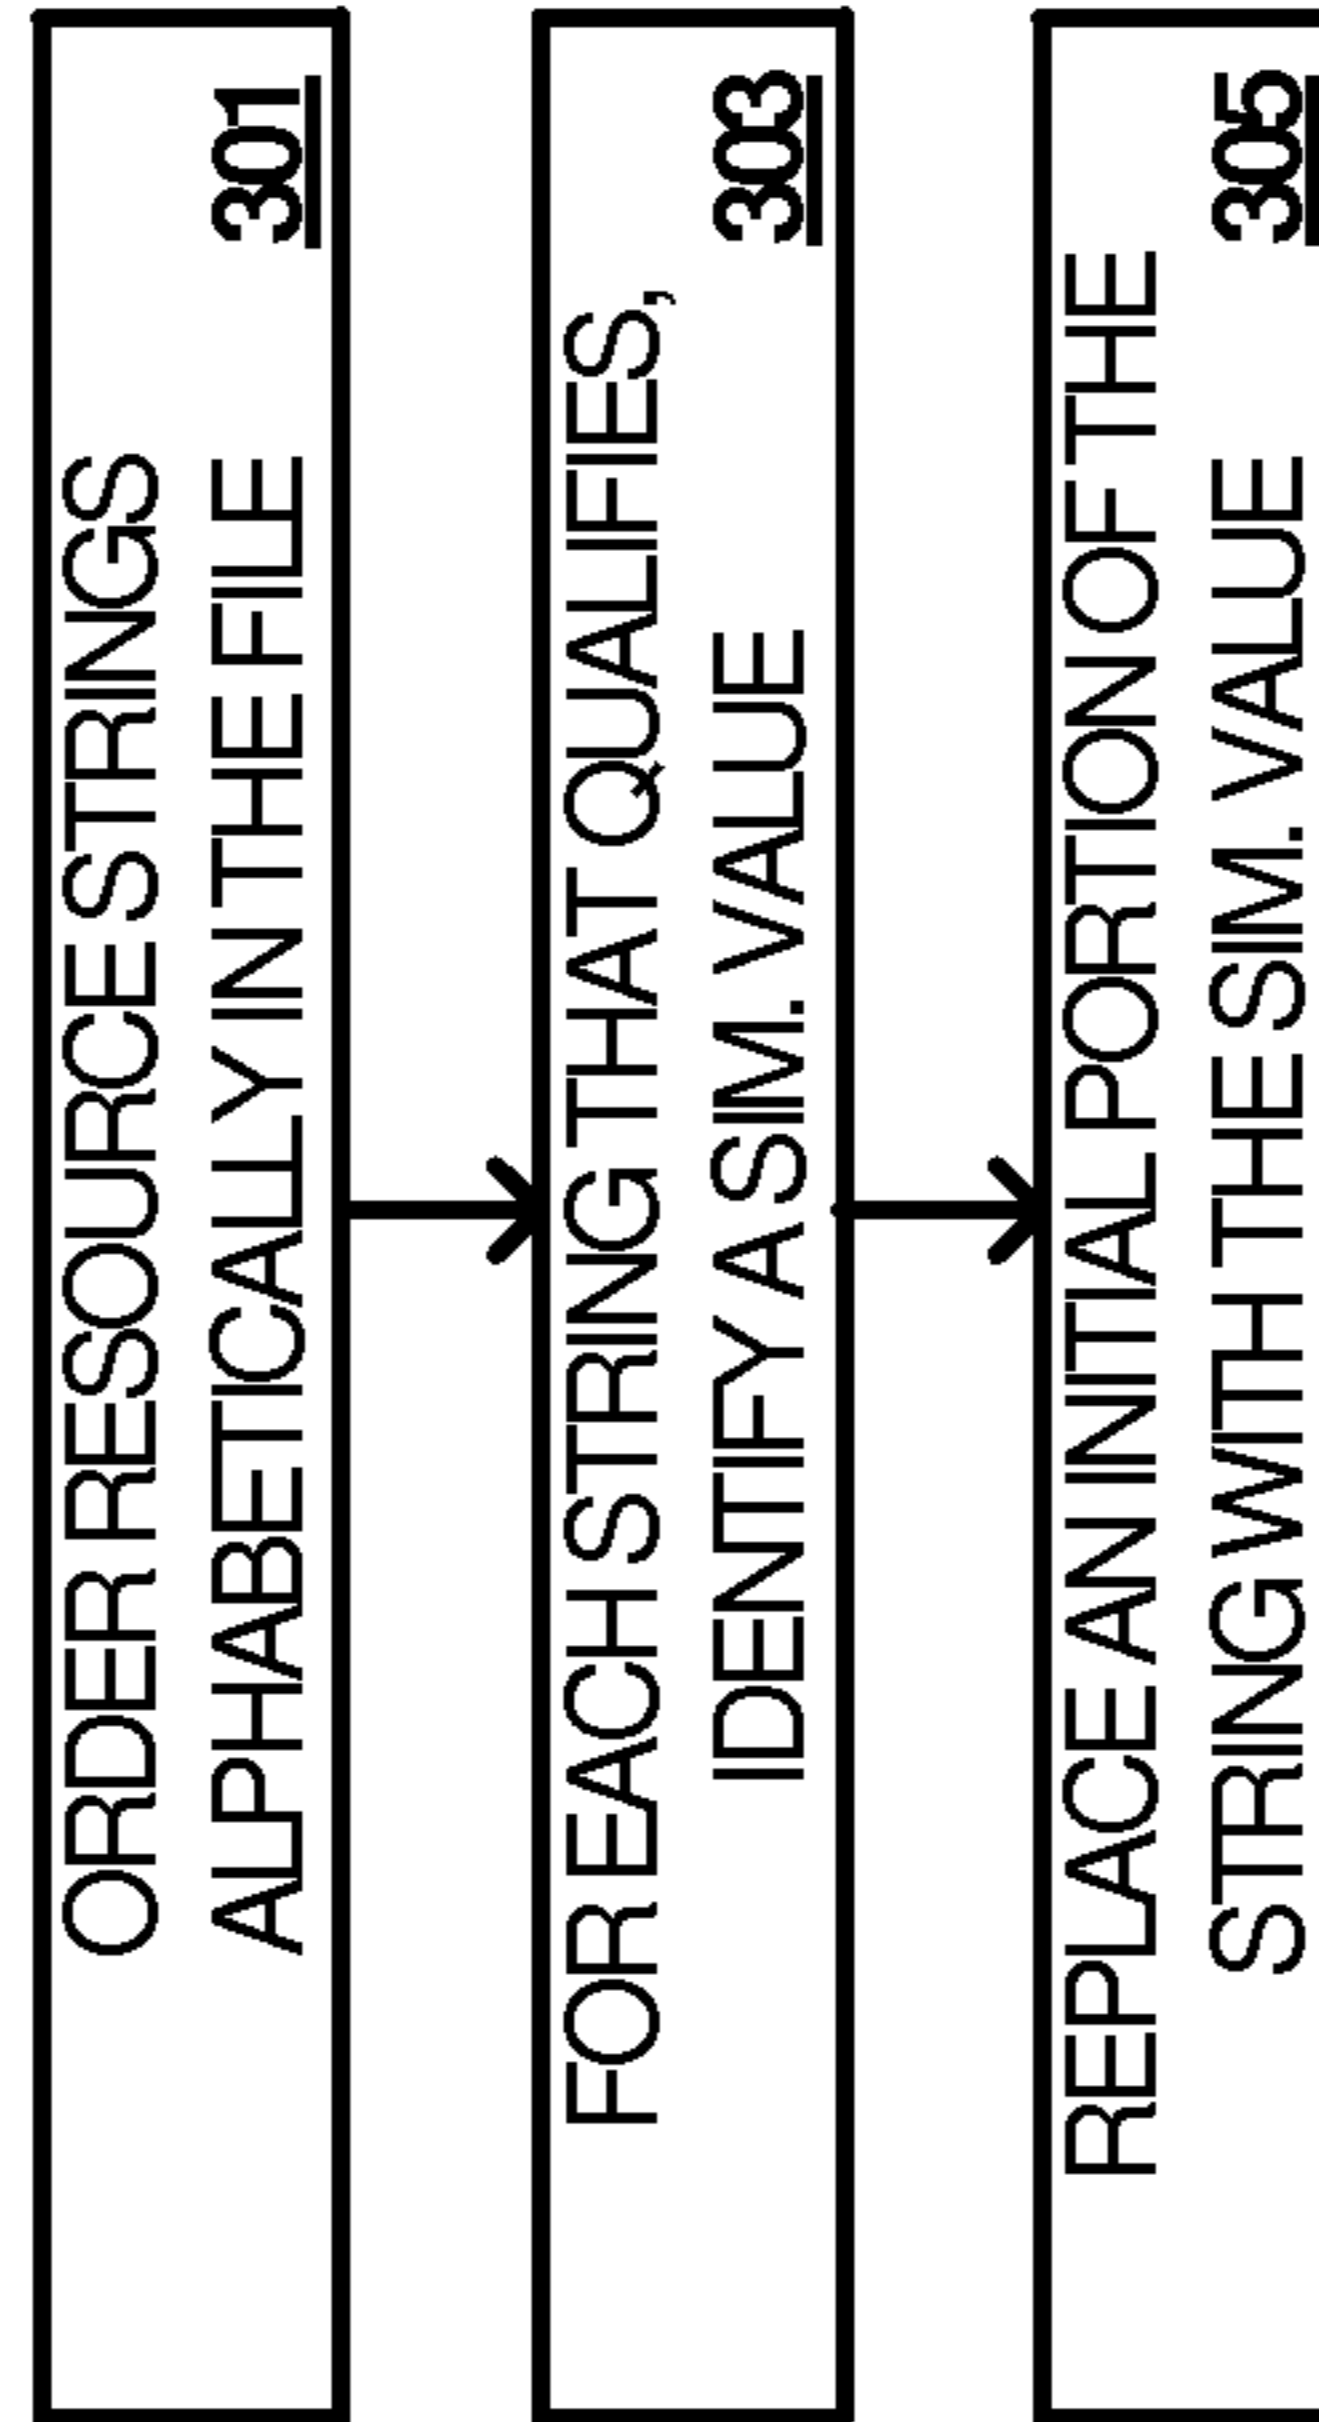 ORDER RESOURCE STRINGS
ALPHABETICALLY IN THE FILE 301
FOR EACH STRING THAT QUALIFIES,
IDENTIFY A SIM. VALUE 303
REPLACE AN INITIAL PORTION OF THE
STRING WITH THE SIM. VALUE 305